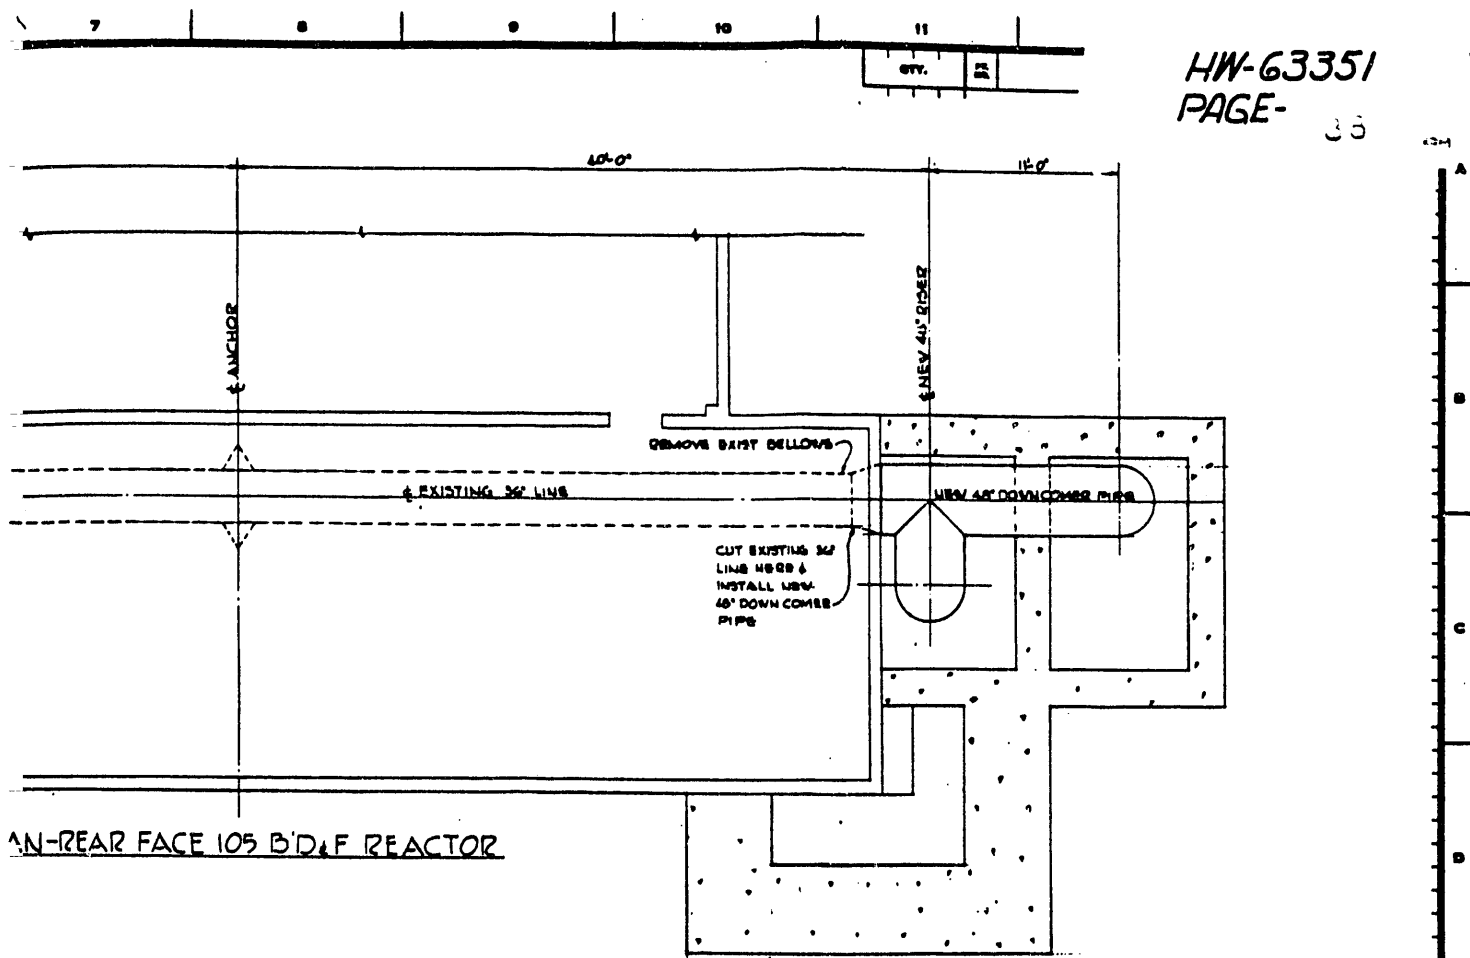 7 8 9 10 11
QTY.
HW-63351
PAGE-
A
40'-0"
11'-0"
℄ ANCHOR
℄ NEW 48" RISER
B
REMOVE EXIST BELLOWS
℄ EXISTING 36" LINE
NEW 48" DOWNCOMER PIPE
CUT EXISTING 36"
LINE HERE &
INSTALL NEW
48" DOWN COMER
PIPE
C
AN-REAR FACE 105 B'D&F REACTOR
D